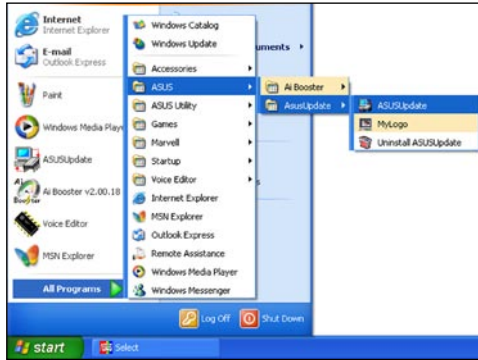 Internet
Internet Explorer
E-mail
Outlook Express
Paint
Windows Media Play
ASUSUpdate
Ai Booster v2.00.18
Voice Editor
MSN Explorer
All Programs
Windows Catalog
Windows Update
Accessories
ASUS
ASUS Utility
Games
Marvell
Startup
Voice Editor
Internet Explorer
MSN Explorer
Outlook Express
Remote Assistance
Windows Media Player
Windows Messenger
uments
s
Ai Booster
AsusUpdate
ASUSUpdate
MyLogo
Uninstall ASUSUpdate
Log Off
Shut Down
start
Select